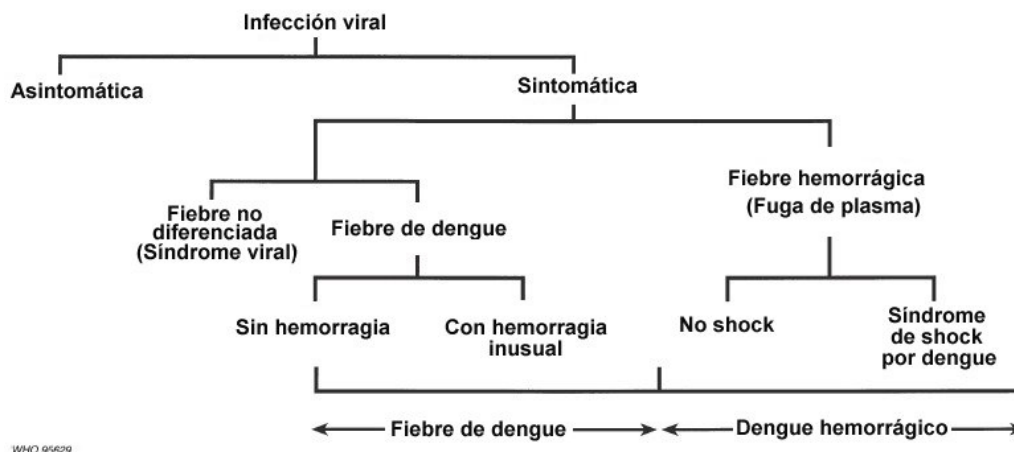 Infección viral
Asintomática
Sintomática
Fiebre hemorrágica
(Fuga de plasma)
Fiebre no
diferenciada
(Síndrome viral)
Fiebre de dengue
Sin hemorragia
Con hemorragia
inusual
No shock
Síndrome
de shock
por dengue
Fiebre de dengue
Dengue hemorrágico
WHO 95629